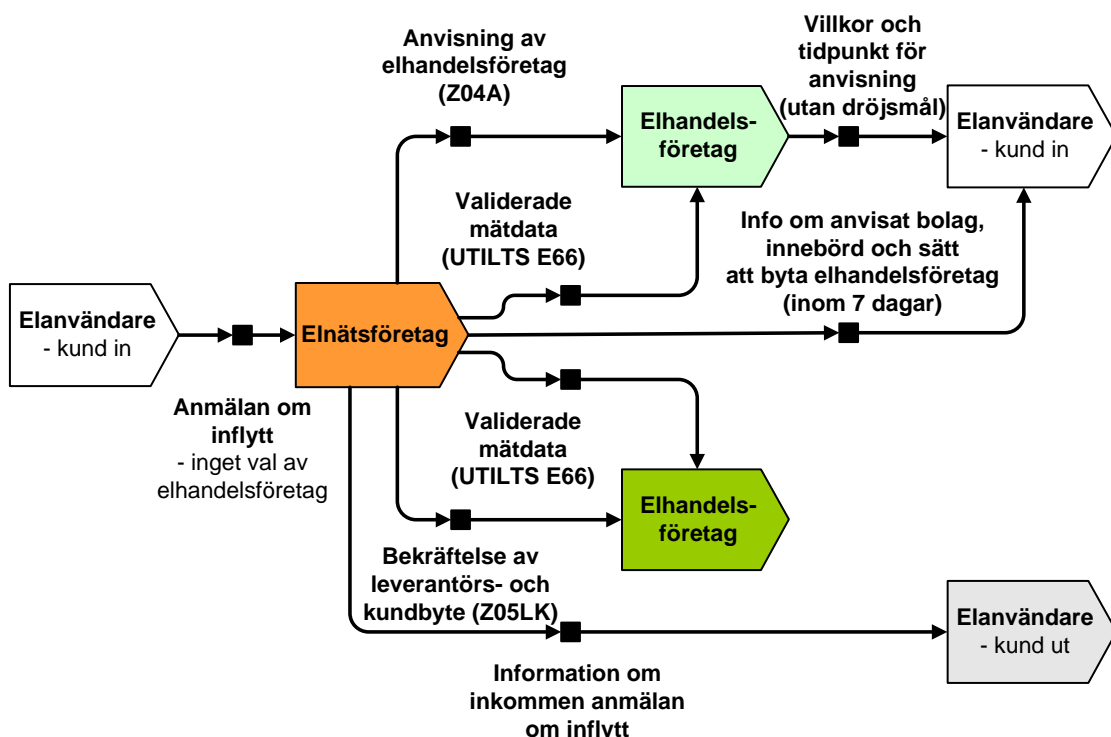 Anvisning av
elhandelsföretag
(Z04A)
Villkor och
tidpunkt för
anvisning
(utan dröjsmål)
Elhandels-
företag
Elanvändare
- kund in
Validerade
mätdata
(UTILTS E66)
Info om anvisat bolag,
innebörd och sätt
att byta elhandelsföretag
(inom 7 dagar)
Elanvändare
- kund in
Elnätsföretag
Anmälan om
inflytt
- inget val av
elhandelsföretag
Validerade
mätdata
(UTILTS E66)
Elhandels-
företag
Bekräftelse av
leverantörs- och
kundbyte (Z05LK)
Elanvändare
- kund ut
Information om
inkommen anmälan
om inflytt